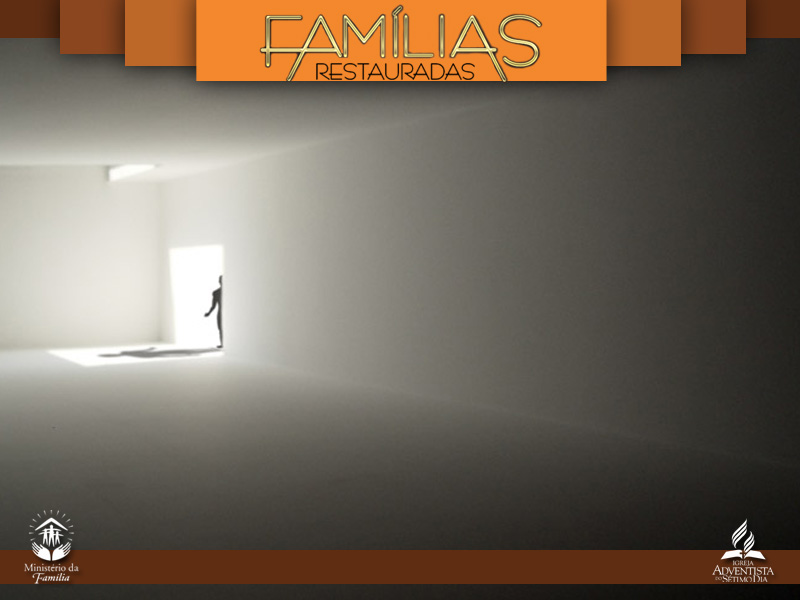 FAMÍLIAS
RESTAURADAS
Ministério da
Família
IGREJA
ADVENTISTA
DO SÉTIMO DIA